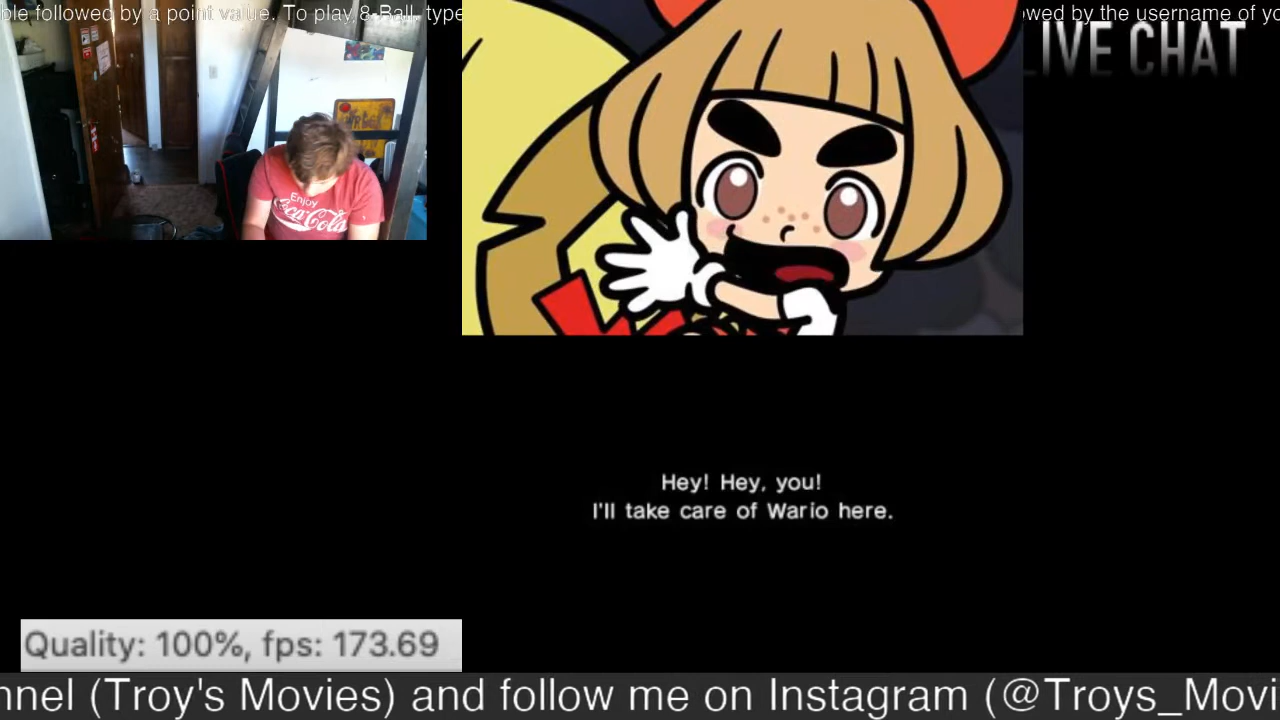 ble followed by a point value. To play 8-Ball, type
owed by the username of yo
LIVE CHAT
Enjoy
Coca-Cola
Hey! Hey, you!
I'll take care of Wario here.
Quality: 100%, fps: 173.69
nnel (Troy's Movies) and follow me on Instagram (@Troys_Movi